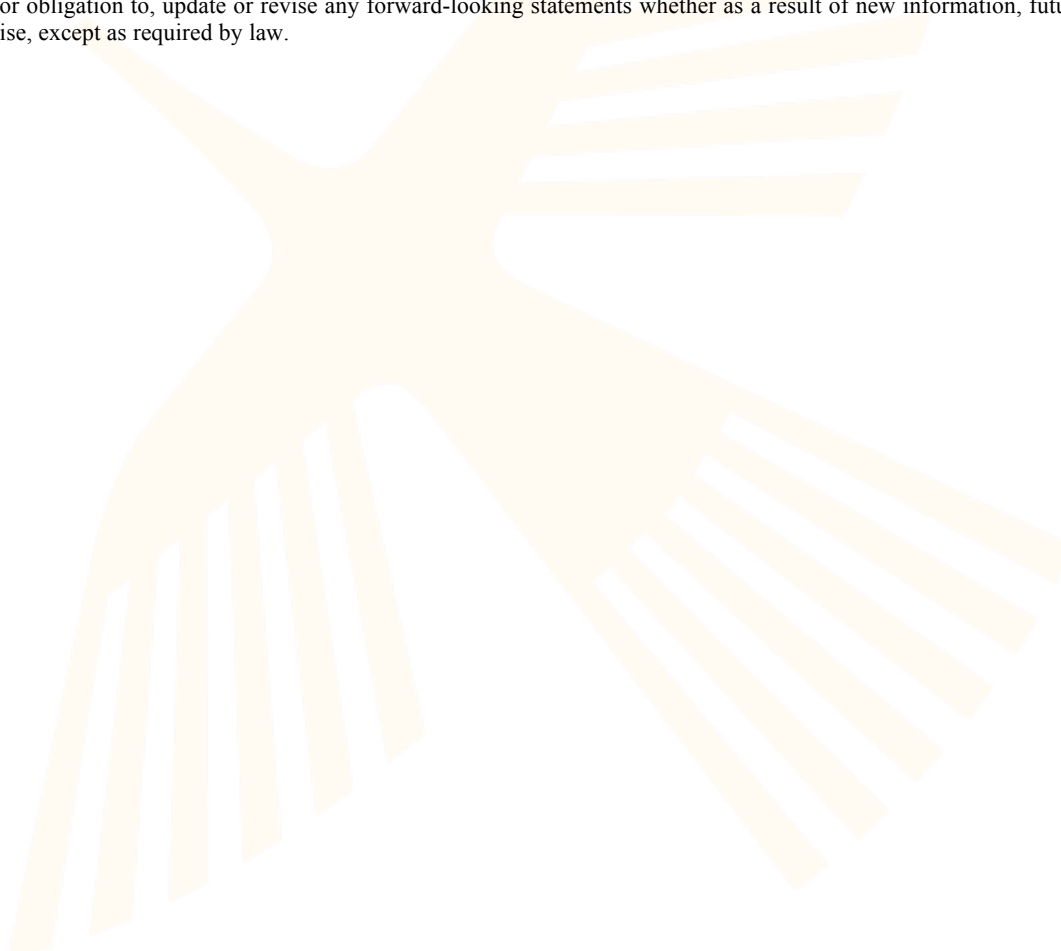 or obligation to, update or revise any forward-looking statements whether as a result of new information, futu
ise, except as required by law.